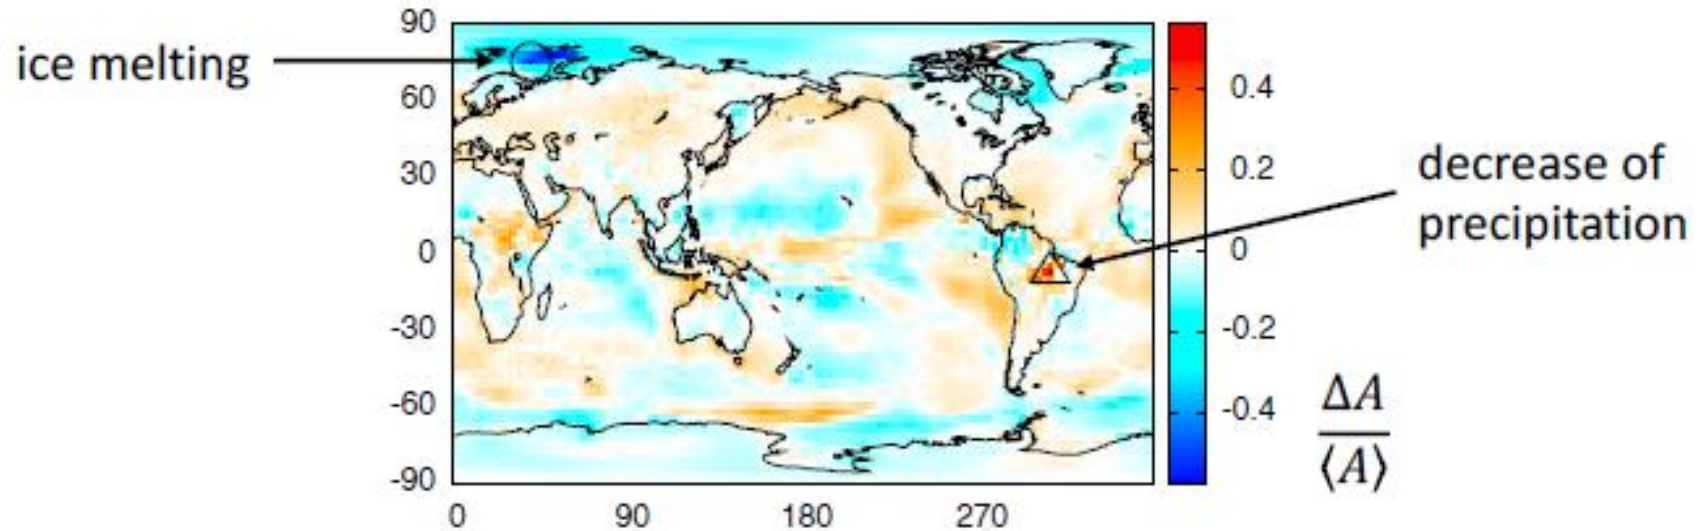 ice melting
decrease of
precipitation
90
60
30
0
-30
-60
-90
0 90 180 270
0.4
0.2
0
-0.2
-0.4
ΔA
⟨A⟩